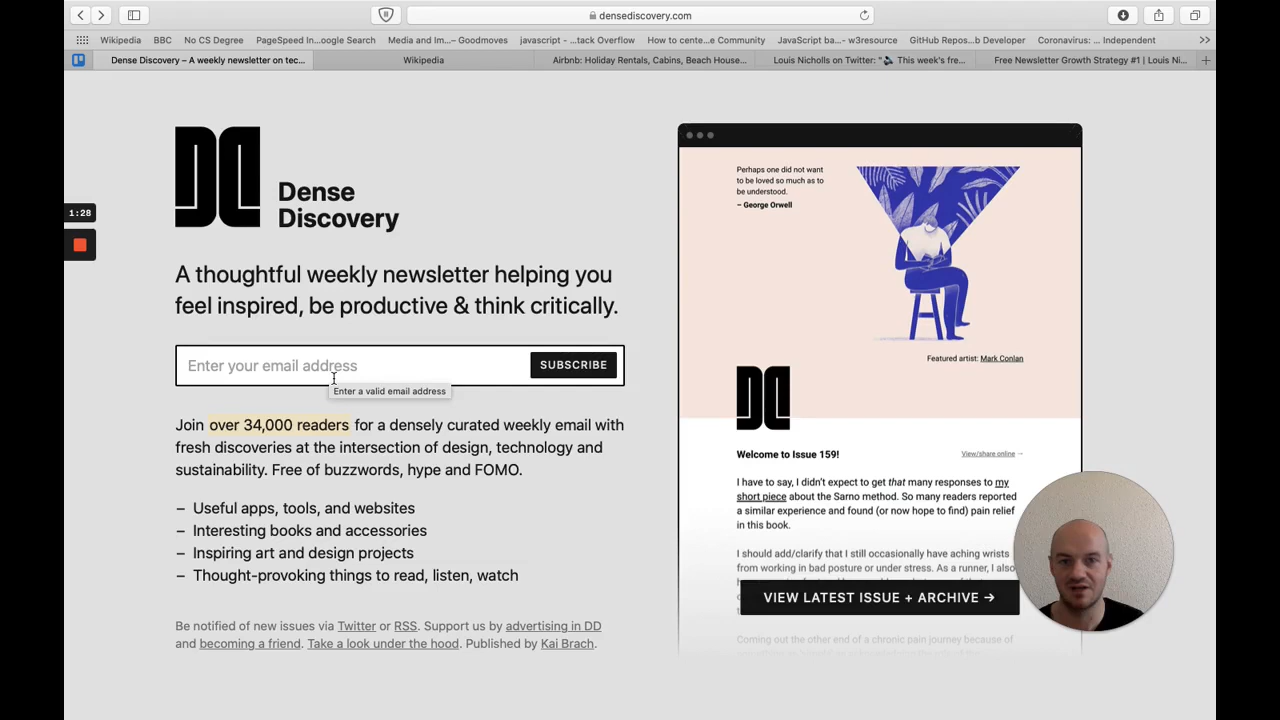 densediscovery.com
Wikipedia BBC No CS Degree PageSpeed In...oogle Search Media and Im...– Goodmoves javascript - ...tack Overflow How to cente...e Community JavaScript ba...- w3resource GitHub Repos...b Developer Coronavirus: ... Independent
Dense Discovery – A weekly newsletter on tec... Wikipedia Airbnb: Holiday Rentals, Cabins, Beach House... Louis Nicholls on Twitter: "🔊 This week's fre... Free Newsletter Growth Strategy #1 | Louis Ni...
1:28
Dense
Discovery
A thoughtful weekly newsletter helping you
feel inspired, be productive & think critically.
Enter your email address SUBSCRIBE
Enter a valid email address
Join over 34,000 readers for a densely curated weekly email with
fresh discoveries at the intersection of design, technology and
sustainability. Free of buzzwords, hype and FOMO.
– Useful apps, tools, and websites
– Interesting books and accessories
– Inspiring art and design projects
– Thought-provoking things to read, listen, watch
Be notified of new issues via Twitter or RSS. Support us by advertising in DD
and becoming a friend. Take a look under the hood. Published by Kai Brach.
Perhaps one did not want
to be loved so much as to
be understood.
– George Orwell
Featured artist: Mark Conlan
Welcome to Issue 159! View/share online →
I have to say, I didn't expect to get that many responses to my
short piece about the Sarno method. So many readers reported
a similar experience and found (or now hope to find) pain relief
in this book.
I should add/clarify that I still occasionally have aching wrists
from working in bad posture or under stress. As a runner, I also
VIEW LATEST ISSUE + ARCHIVE →
Coming out the other end of a chronic pain journey because of